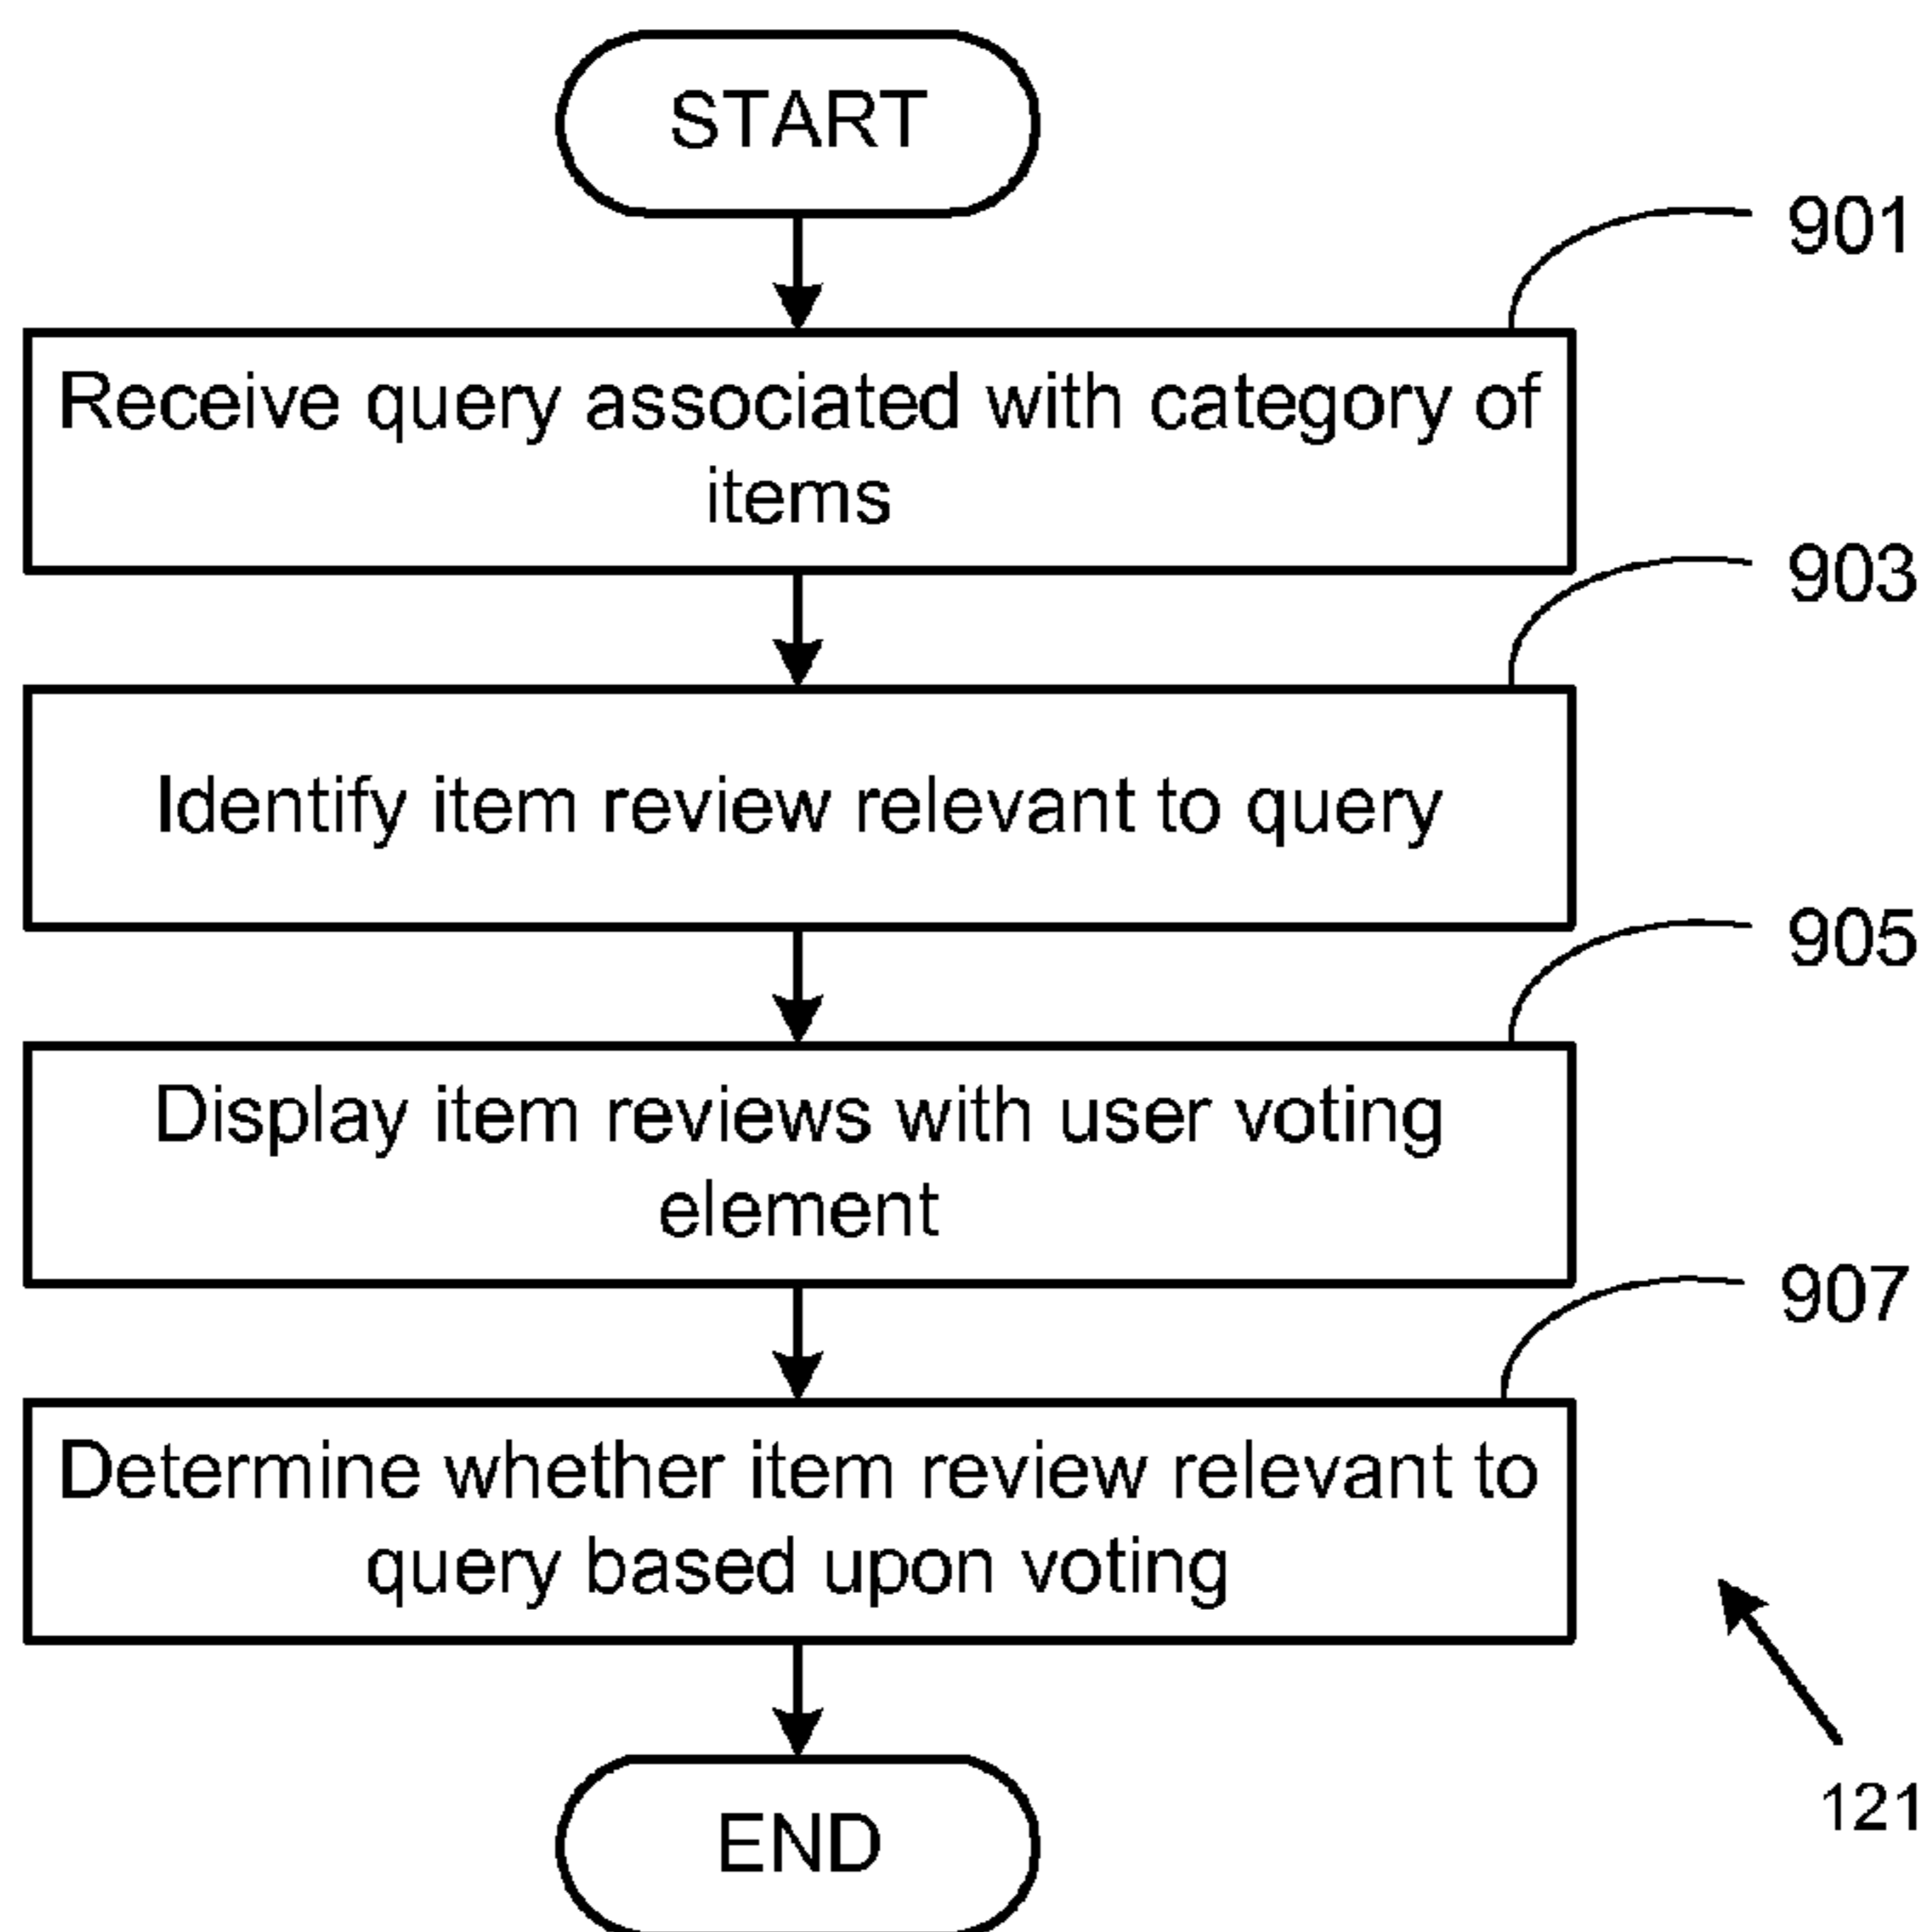 START
901
Receive query associated with category of
items
903
Identify item review relevant to query
905
Display item reviews with user voting
element
907
Determine whether item review relevant to
query based upon voting
121
END